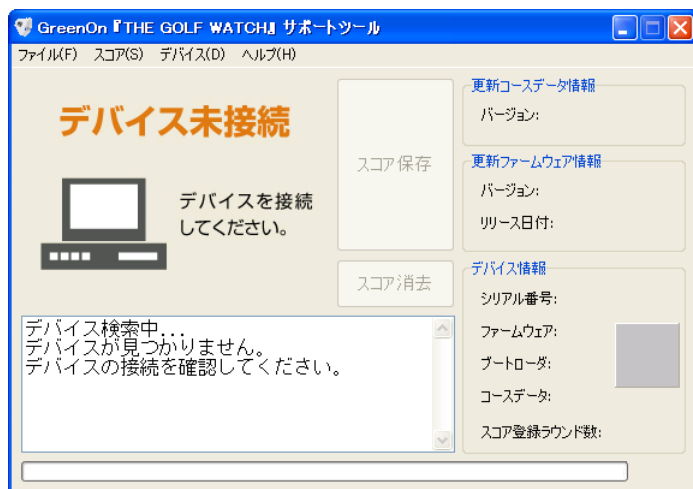 GreenOn『THE GOLF WATCH』サポートツール
ファイル(F) スコア(S) デバイス(D) ヘルプ(H)
デバイス未接続
デバイスを接続
してください。
スコア保存
スコア消去
更新コースデータ情報
バージョン:
更新ファームウェア情報
バージョン:
リリース日付:
デバイス情報
シリアル番号:
ファームウェア:
ブートローダ:
コースデータ:
スコア登録ラウンド数:
デバイス検索中...
デバイスが見つかりません。
デバイスの接続を確認してください。